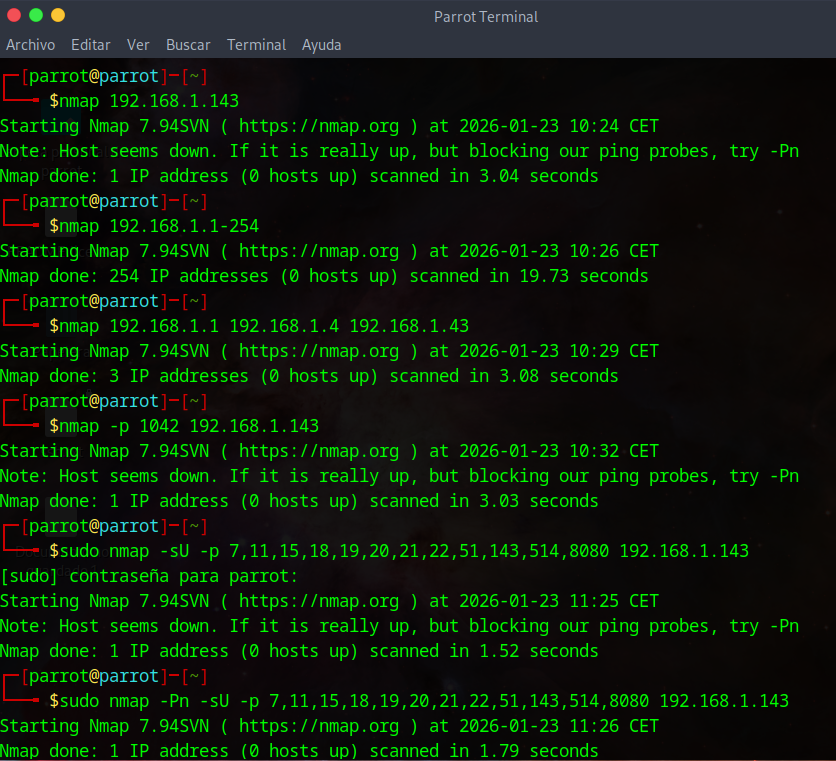 Parrot Terminal
Archivo Editar Ver Buscar Terminal Ayuda
┌─[parrot@parrot]─[~]
└──╼ $nmap 192.168.1.143
Starting Nmap 7.94SVN ( https://nmap.org ) at 2026-01-23 10:24 CET
Note: Host seems down. If it is really up, but blocking our ping probes, try -Pn
Nmap done: 1 IP address (0 hosts up) scanned in 3.04 seconds
┌─[parrot@parrot]─[~]
└──╼ $nmap 192.168.1.1-254
Starting Nmap 7.94SVN ( https://nmap.org ) at 2026-01-23 10:26 CET
Nmap done: 254 IP addresses (0 hosts up) scanned in 19.73 seconds
┌─[parrot@parrot]─[~]
└──╼ $nmap 192.168.1.1 192.168.1.4 192.168.1.43
Starting Nmap 7.94SVN ( https://nmap.org ) at 2026-01-23 10:29 CET
Nmap done: 3 IP addresses (0 hosts up) scanned in 3.08 seconds
┌─[parrot@parrot]─[~]
└──╼ $nmap -p 1042 192.168.1.143
Starting Nmap 7.94SVN ( https://nmap.org ) at 2026-01-23 10:32 CET
Note: Host seems down. If it is really up, but blocking our ping probes, try -Pn
Nmap done: 1 IP address (0 hosts up) scanned in 3.03 seconds
┌─[parrot@parrot]─[~]
└──╼ $sudo nmap -sU -p 7,11,15,18,19,20,21,22,51,143,514,8080 192.168.1.143
[sudo] contraseña para parrot:
Starting Nmap 7.94SVN ( https://nmap.org ) at 2026-01-23 11:25 CET
Note: Host seems down. If it is really up, but blocking our ping probes, try -Pn
Nmap done: 1 IP address (0 hosts up) scanned in 1.52 seconds
┌─[parrot@parrot]─[~]
└──╼ $sudo nmap -Pn -sU -p 7,11,15,18,19,20,21,22,51,143,514,8080 192.168.1.143
Starting Nmap 7.94SVN ( https://nmap.org ) at 2026-01-23 11:26 CET
Nmap done: 1 IP address (0 hosts up) scanned in 1.79 seconds